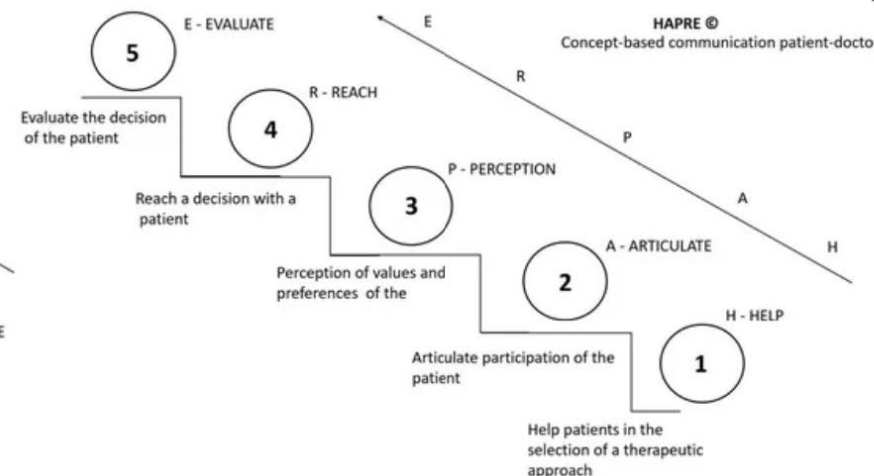 HAPRE ©
Concept-based communication patient-docto
E
R
P
A
H
5
E - EVALUATE
Evaluate the decision
of the patient
4
R - REACH
Reach a decision with a
patient
3
P - PERCEPTION
Perception of values and
preferences of the
2
A - ARTICULATE
Articulate participation of the
patient
1
H - HELP
Help patients in the
selection of a therapeutic
approach
E